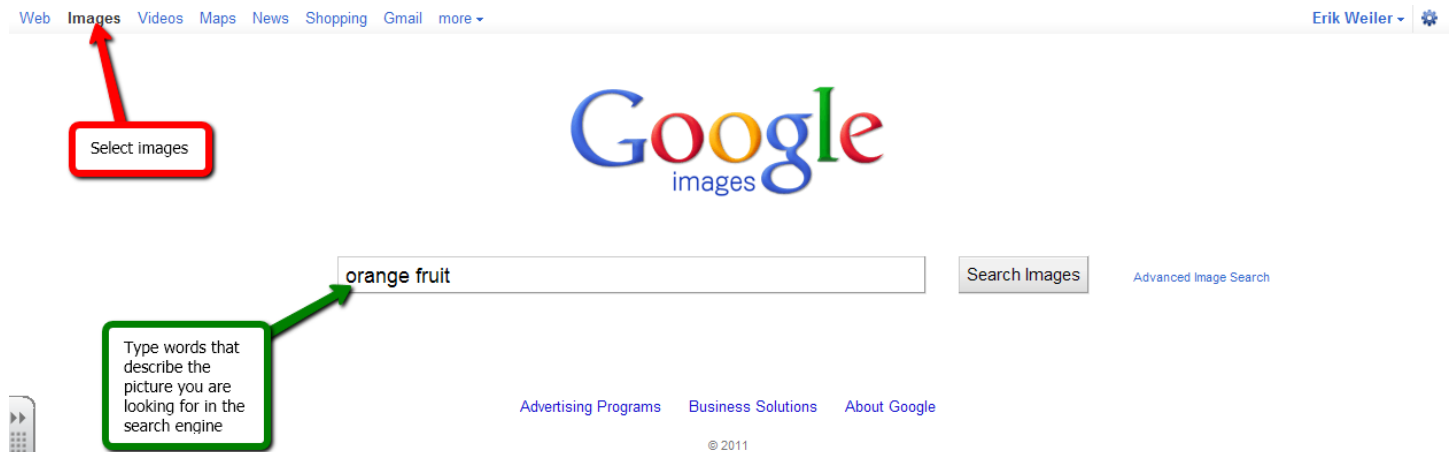 Web Images Videos Maps News Shopping Gmail more Erik Weiler
Select images
Google
images
orange fruit Search Images Advanced Image Search
Type words that
describe the
picture you are
looking for in the
search engine
Advertising Programs Business Solutions About Google
© 2011